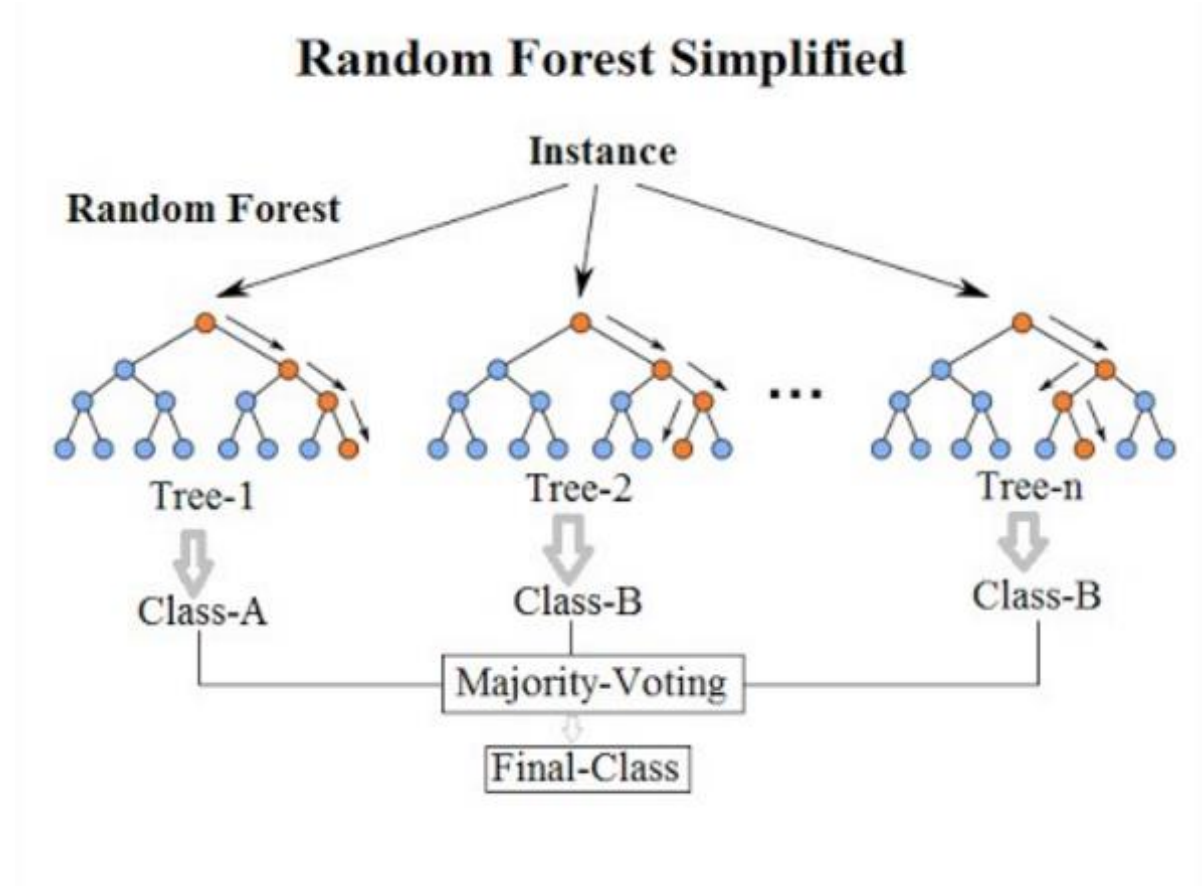 Random Forest Simplified
Instance
Random Forest
...
Tree-1
Tree-2
Tree-n
Class-A
Class-B
Class-B
Majority-Voting
Final-Class